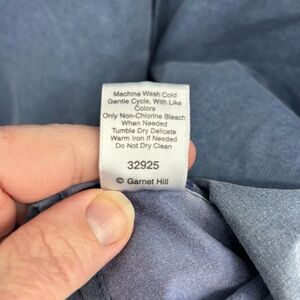 Machine Wash Cold
Gentle Cycle, With Like
Colors
Only Non-Chlorine Bleach
When Needed
Tumble Dry Delicate
Warm Iron If Needed
Do Not Dry Clean
32925
© Garnet Hill